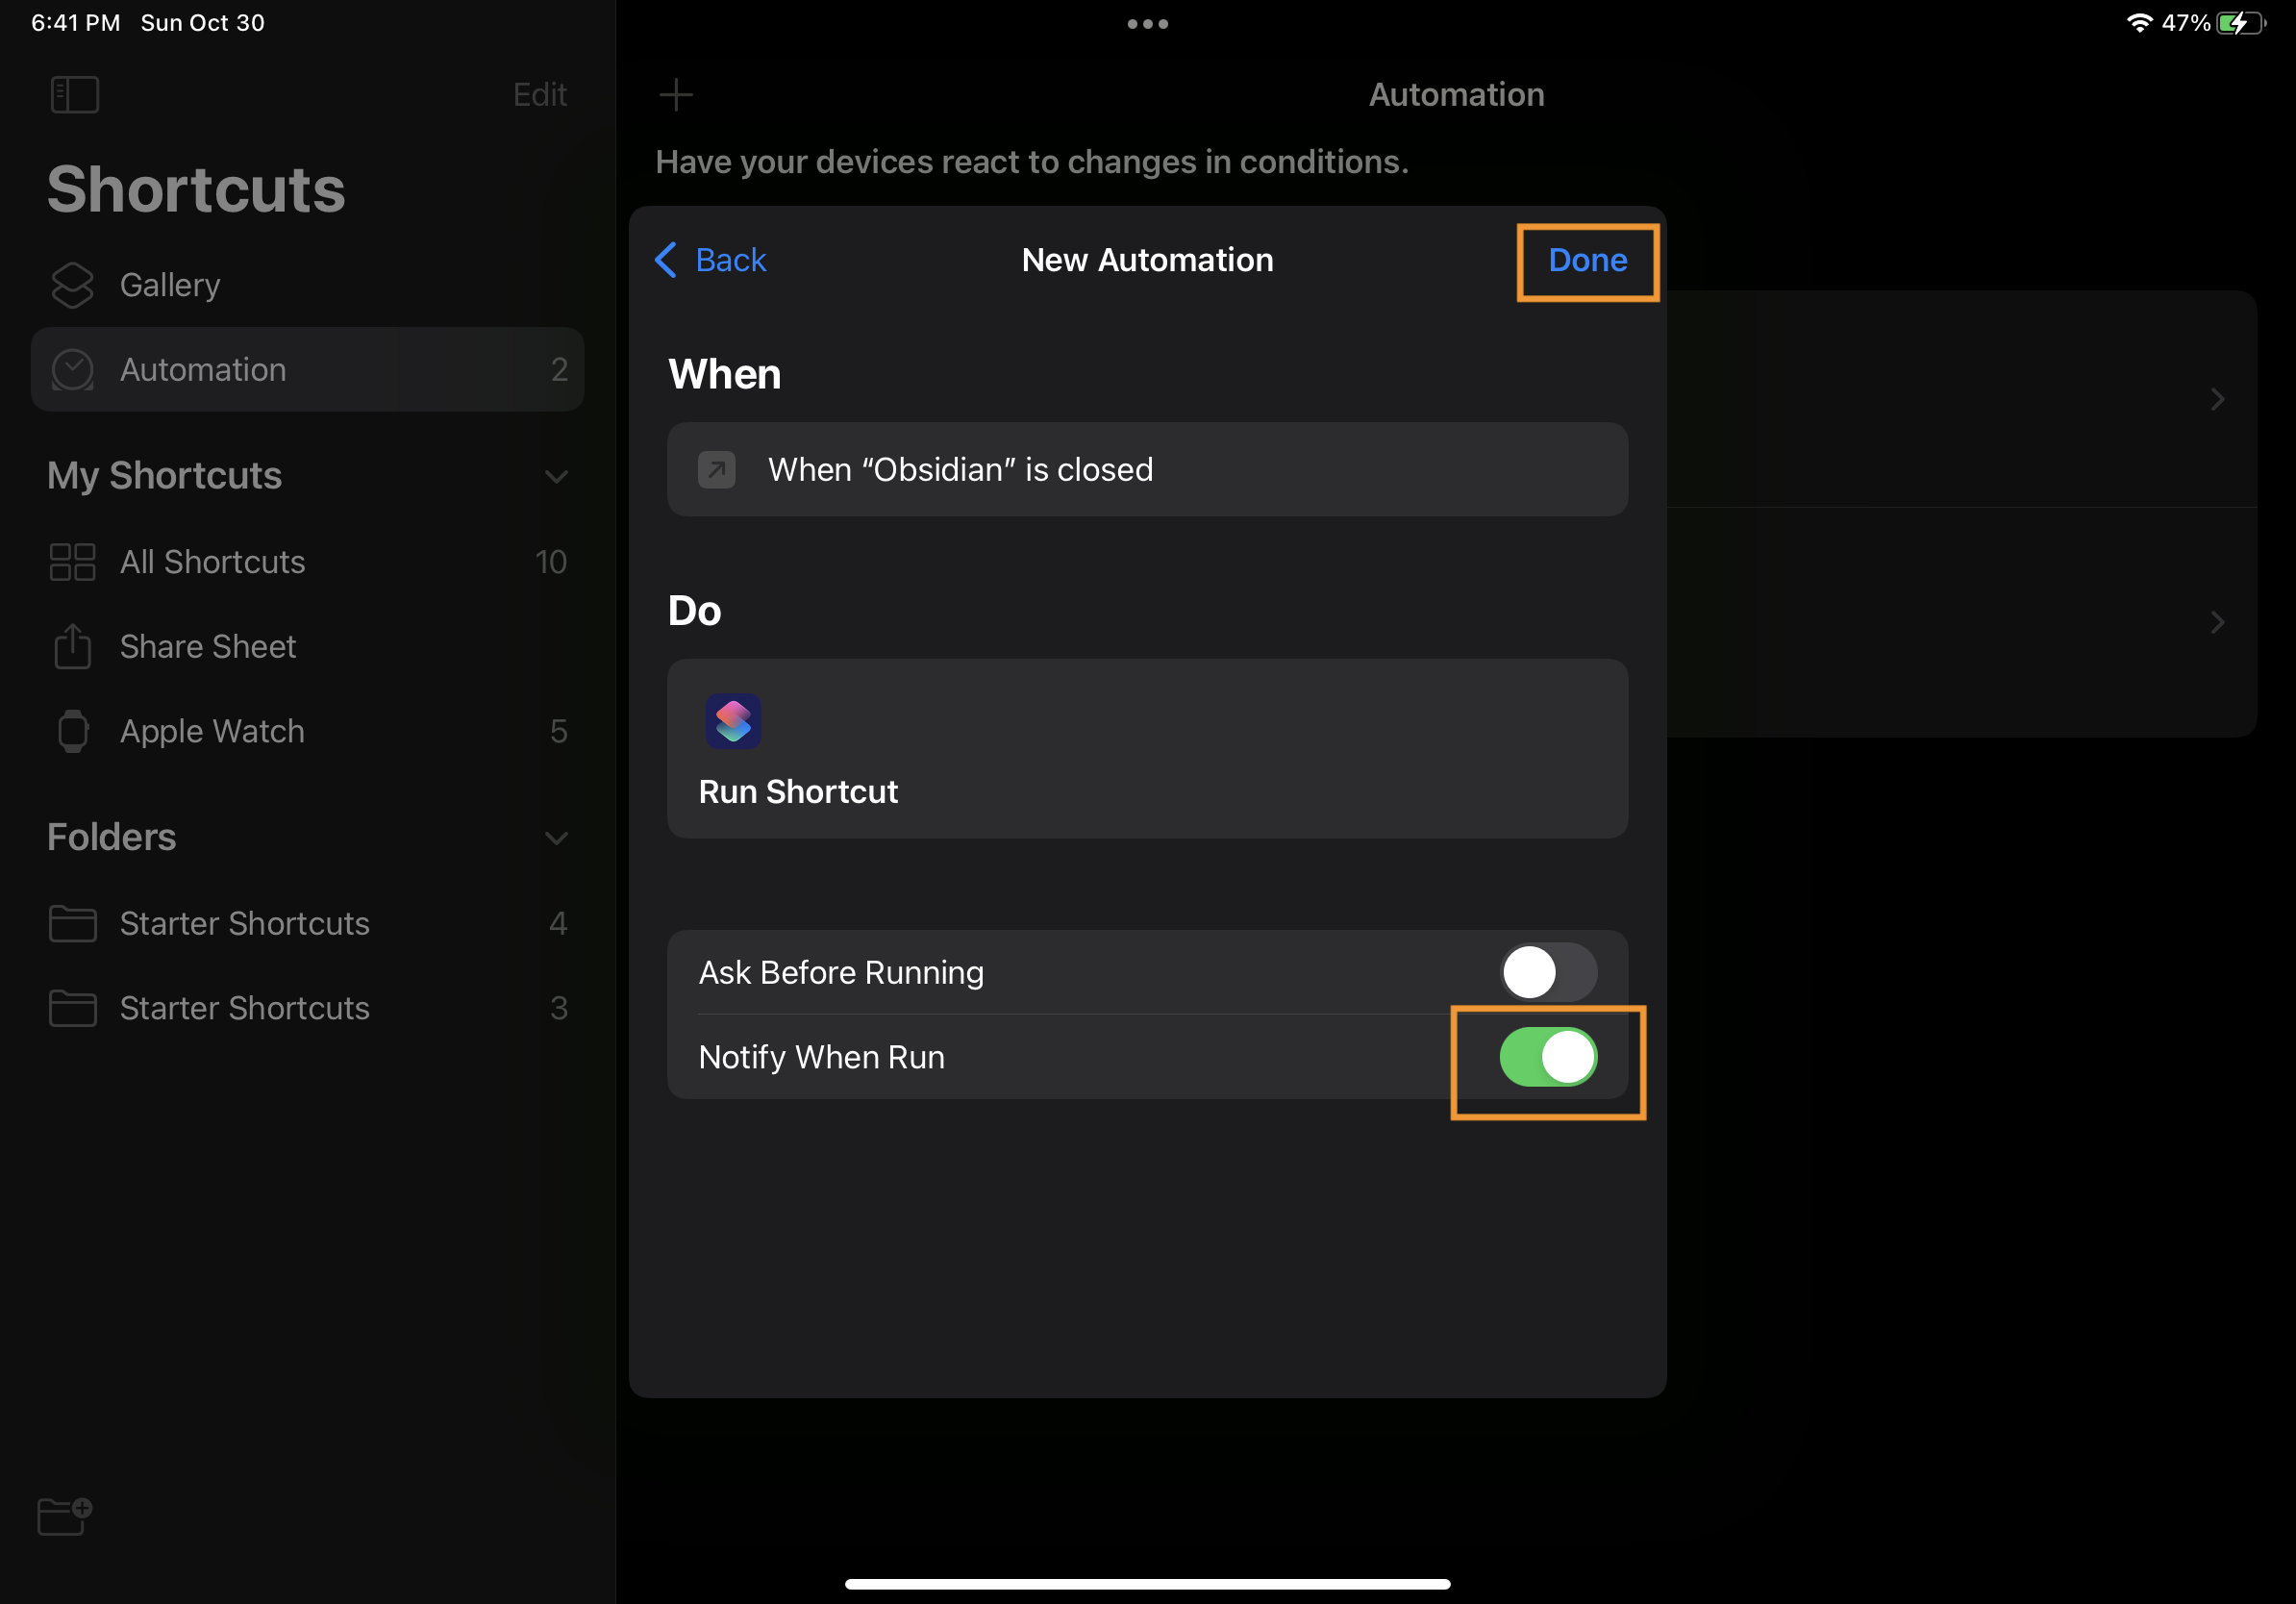 6:41 PM Sun Oct 30
47%
Edit
Shortcuts
Gallery
Automation 2
My Shortcuts
All Shortcuts 10
Share Sheet
Apple Watch 5
Folders
Starter Shortcuts 4
Starter Shortcuts 3
Automation
Have your devices react to changes in conditions.
Back
New Automation
Done
When
When “Obsidian” is closed
Do
Run Shortcut
Ask Before Running
Notify When Run